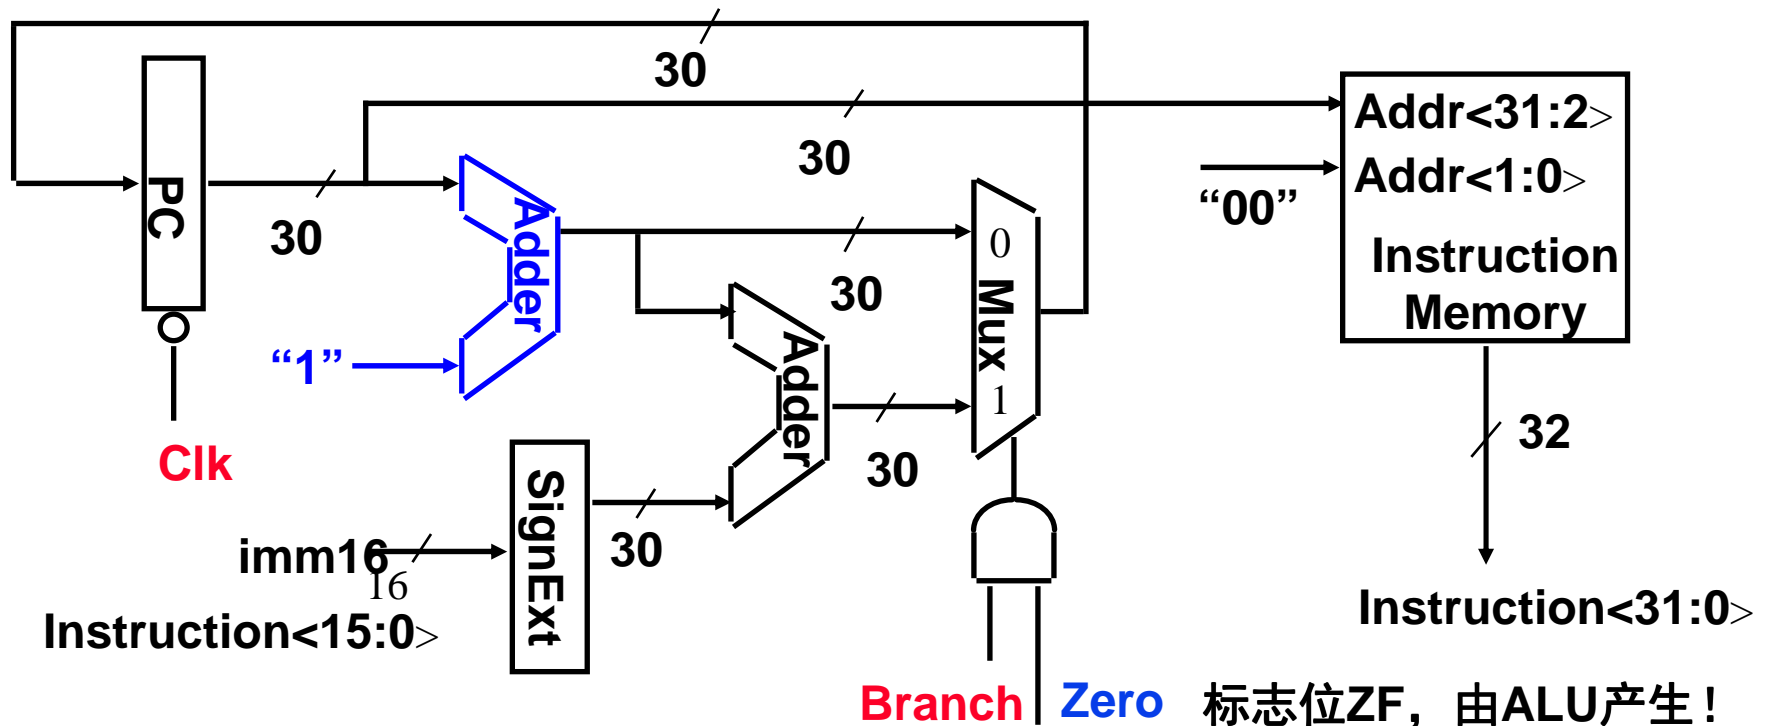 30
30
PC
30
Adder
30
"1"
Clk
Adder
30
SignExt
30
imm16
16
Instruction<15:0>
0
Mux
1
Branch
Zero
标志位ZF，由ALU产生！
"00"
Addr<31:2>
Addr<1:0>
Instruction
Memory
32
Instruction<31:0>